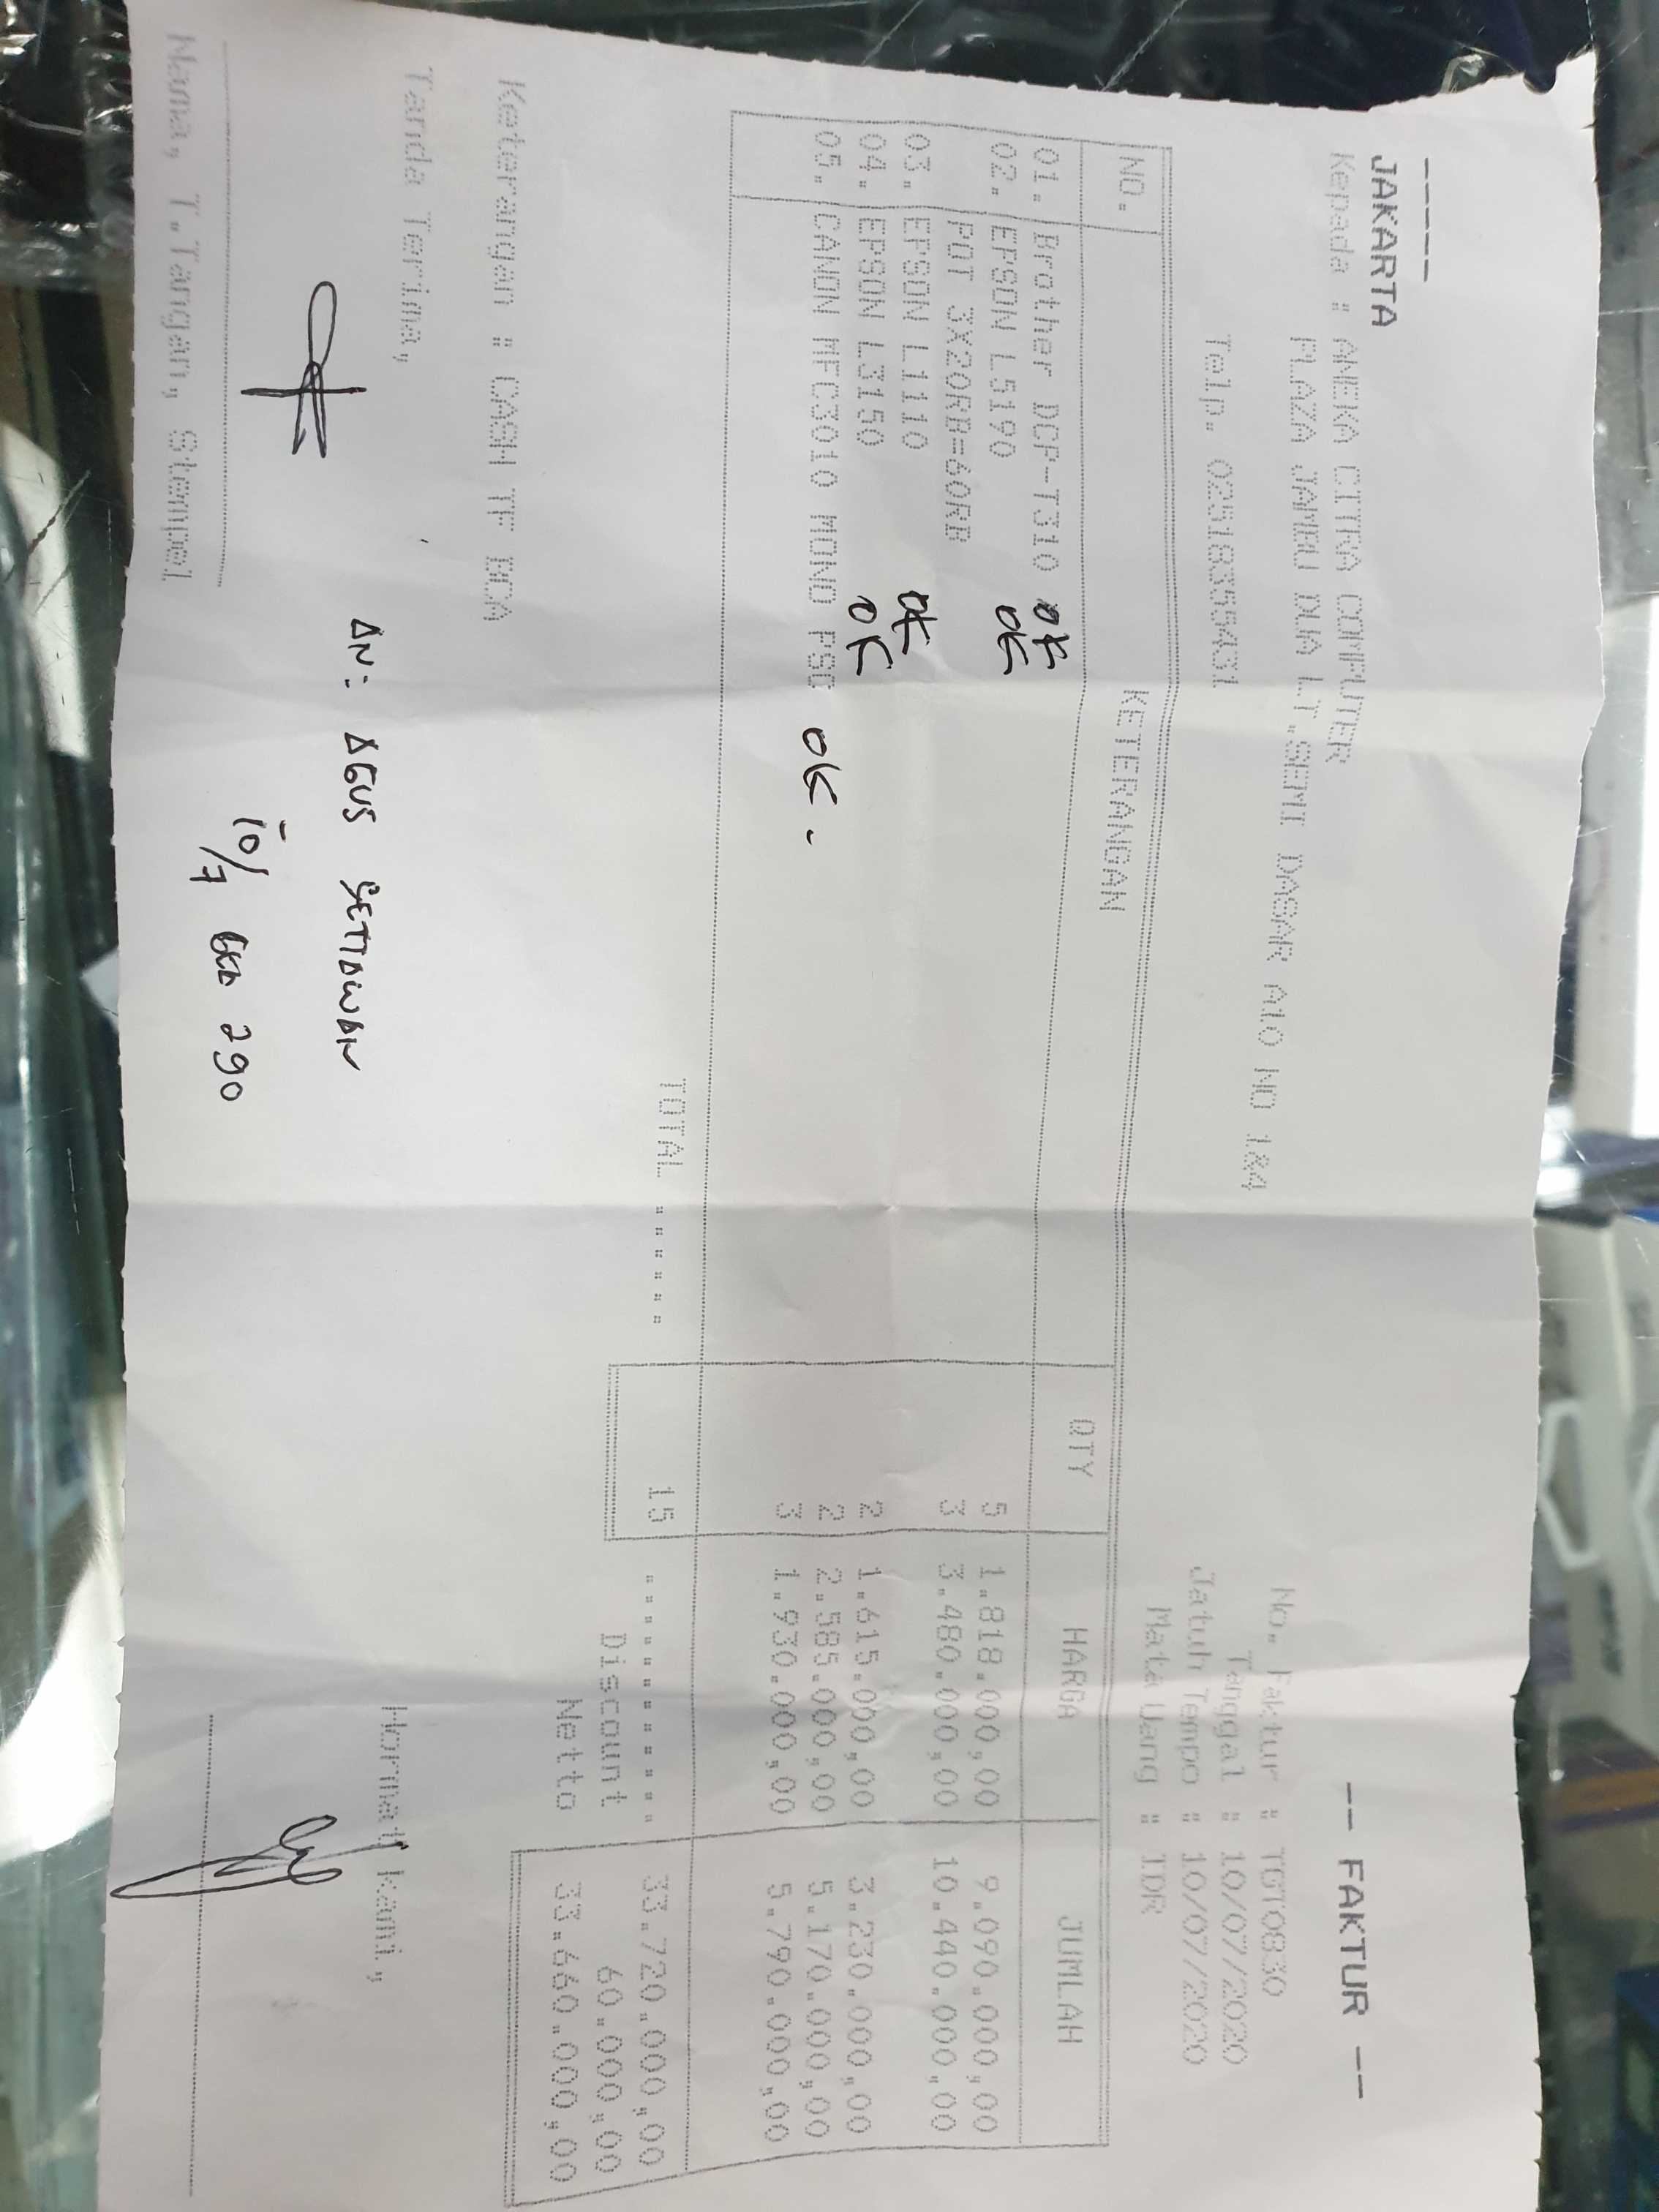 -----
JAKARTA
-- FAKTUR --
Kepada : ANEKA CITRA COMPUTER
PLAZA JAMBU DUA LT.SEMI DASAR A10 NO 1&4
Telp. 02518355431
No. Faktur : TGT0830
Tanggal : 10/07/2020
Jatuh Tempo : 10/07/2020
Mata Uang : IDR
NO. KETERANGAN QTY HARGA JUMLAH
01. Brother DCP-T310 OK 5 1.818.000,00 9.090.000,00
02. EPSON L5190 OK 3 3.480.000,00 10.440.000,00
POT 3X20RB=60RB
03. EPSON L1110 OK 2 1.615.000,00 3.230.000,00
04. EPSON L3150 OK 2 2.585.000,00 5.170.000,00
05. CANON MFC3010 MONO PSC OK. 3 1.930.000,00 5.790.000,00
TOTAL ...... 15 .......... 33.720.000,00
Discount 60.000,00
Netto 33.660.000,00
Keterangan : CASH TF BCA
Tanda Terima,
Hormat Kami,
AN: AGUS SETIAWAN
10/7 290
Nama, T.Tangan, Stempel